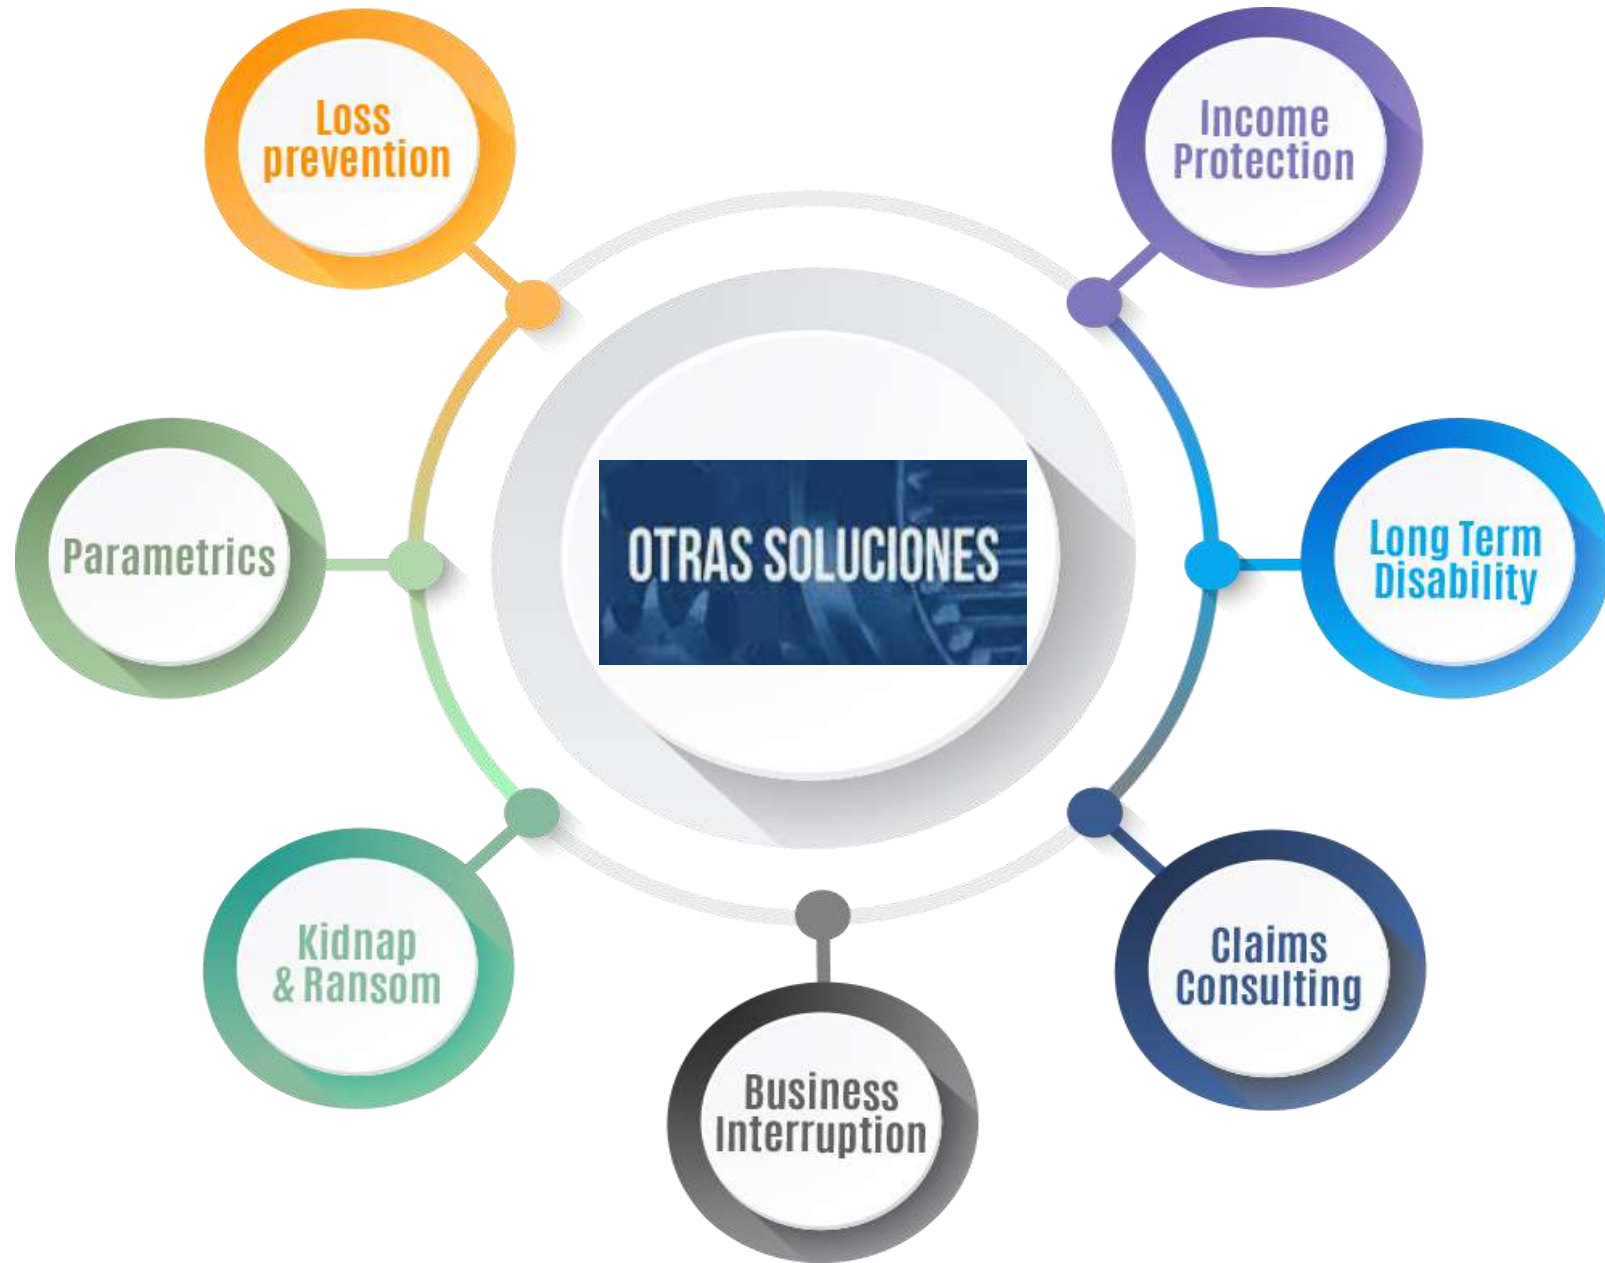 Loss
prevention
Income
Protection
Parametrics
OTRAS SOLUCIONES
Long Term
Disability
Kidnap
& Ransom
Claims
Consulting
Business
Interruption